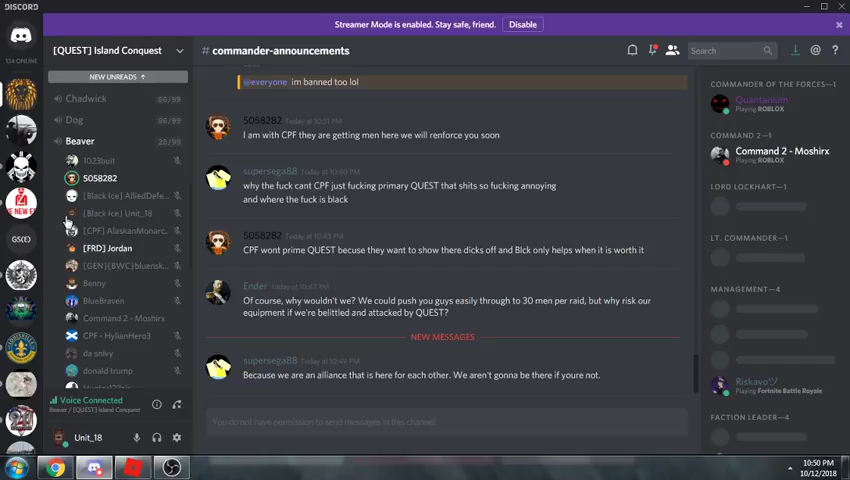 DISCORD
Streamer Mode is enabled. Stay safe, friend. Disable
[QUEST] Island Conquest
# commander-announcements
Search
534 ONLINE
NEW UNREADS ↑
Chadwick 00/99
Dog 00/99
Beaver 28/99
5058282
[Black Ice] AlliedDefe...
[Black Ice] Unit_18
[CPF] AlaskanMonarc...
[FRD] Jordan
[GEN]{BWC}bluensk...
Benny
BlueBraven
Command 2 - Moshirx
CPF - HylianHero3
da snivy
donald trump
GS(E)
Voice Connected
Beaver / [QUEST] Island Conquest
Unit_18
@everyone im banned too lol
5058282 Today at 10:31 PM
I am with CPF they are getting men here we will renforce you soon
supersega88 Today at 10:40 PM
why the fuck cant CPF just fucking primary QUEST that shits so fucking annoying
and where the fuck is black
5058282 Today at 10:43 PM
CPF wont prime QUEST becuse they want to show there dicks off and Blck only helps when it is worth it
Ender Today at 10:47 PM
Of course, why wouldn't we? We could push you guys easily through to 30 men per raid, but why risk our
equipment if we're belittled and attacked by QUEST?
NEW MESSAGES
supersega88 Today at 10:49 PM
Because we are an alliance that is here for each other. We aren't gonna be there if youre not.
You do not have permission to send messages in this channel.
COMMANDER OF THE FORCES—1
Quantanium
Playing ROBLOX
COMMAND 2—1
Command 2 - Moshirx
Playing ROBLOX
LORD LOCKHART—1
LT. COMMANDER—1
MANAGEMENT—4
Riskavoツ
Playing Fortnite Battle Royale
FACTION LEADER—4
10:50 PM
10/12/2018